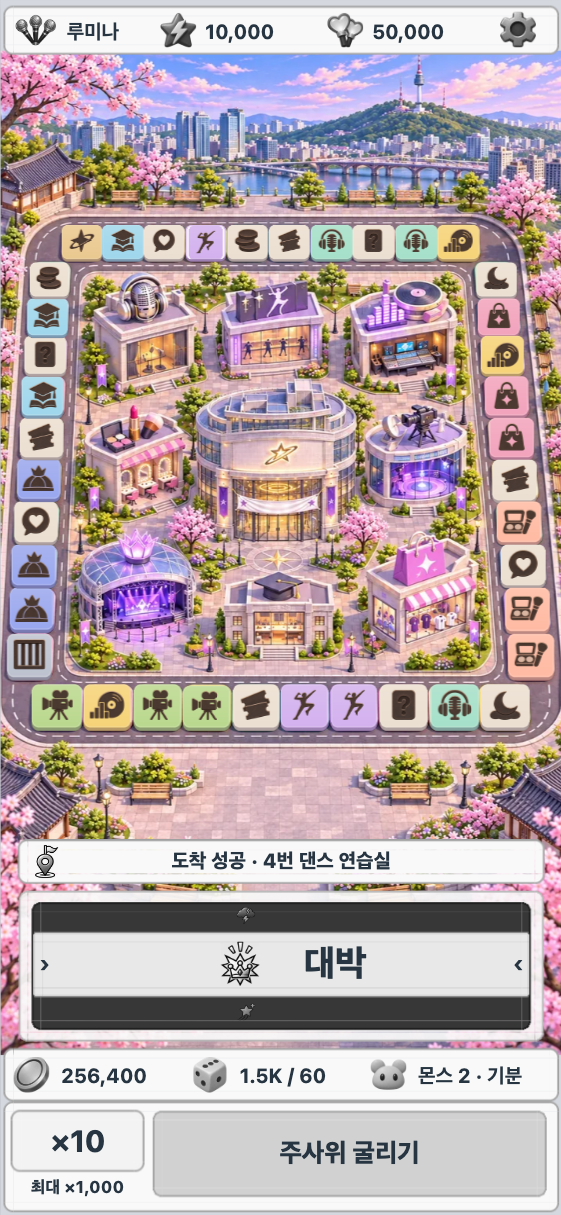 루미나
10,000
50,000
?
?
?
도착 성공 · 4번 댄스 연습실
› 대박 ‹
256,400
1.5K / 60
몬스 2 · 기분
×10
최대 ×1,000
주사위 굴리기